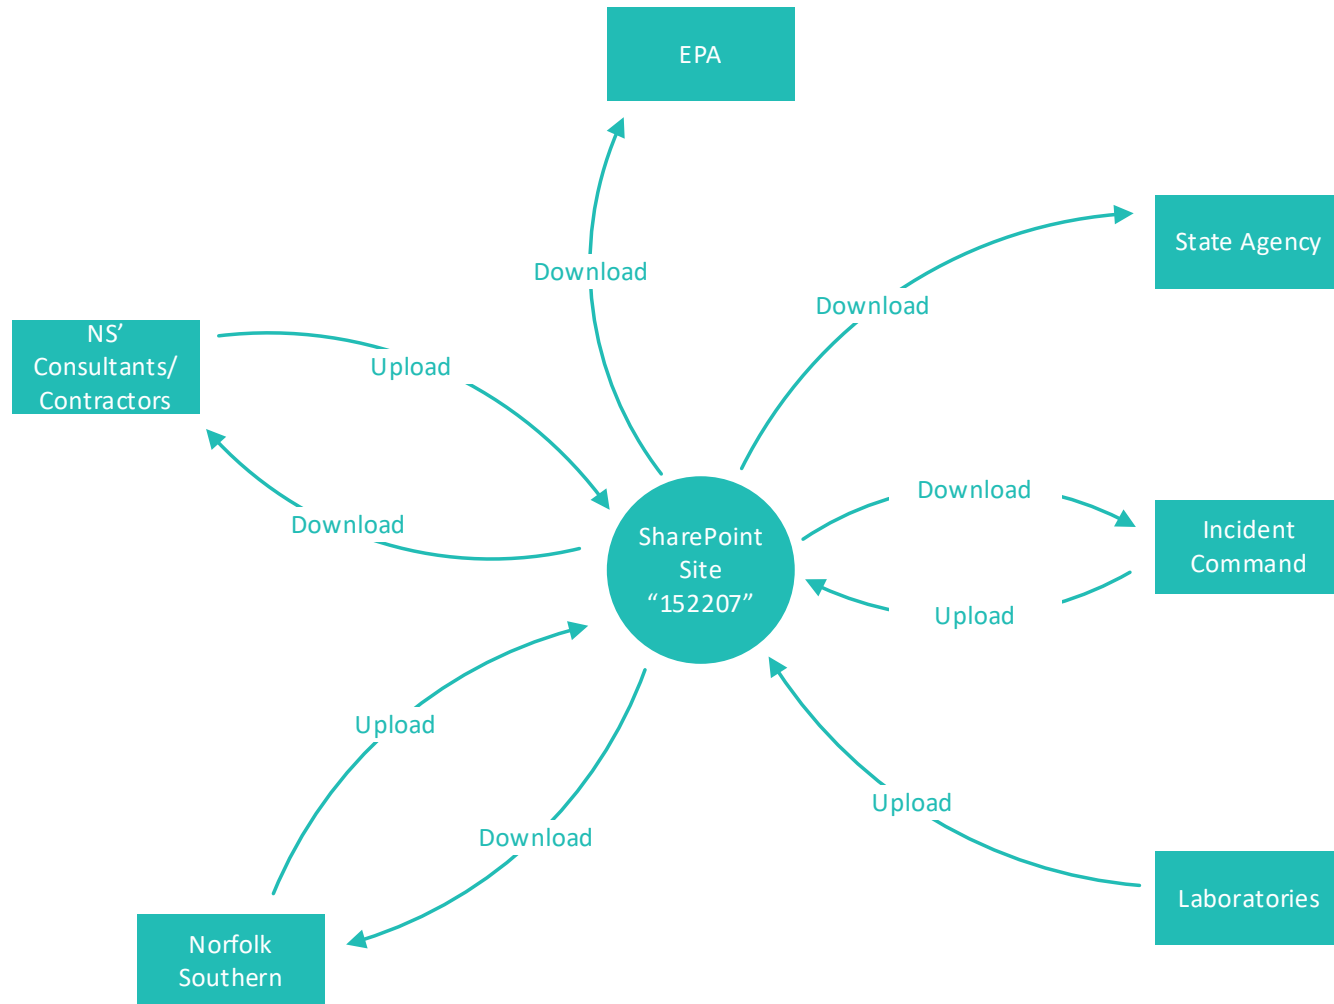 EPA
State Agency
Download
Download
NS’
Consultants/
Contractors
Upload
Download
Download
SharePoint
Site
“152207”
Incident
Command
Upload
Upload
Upload
Download
Laboratories
Norfolk
Southern